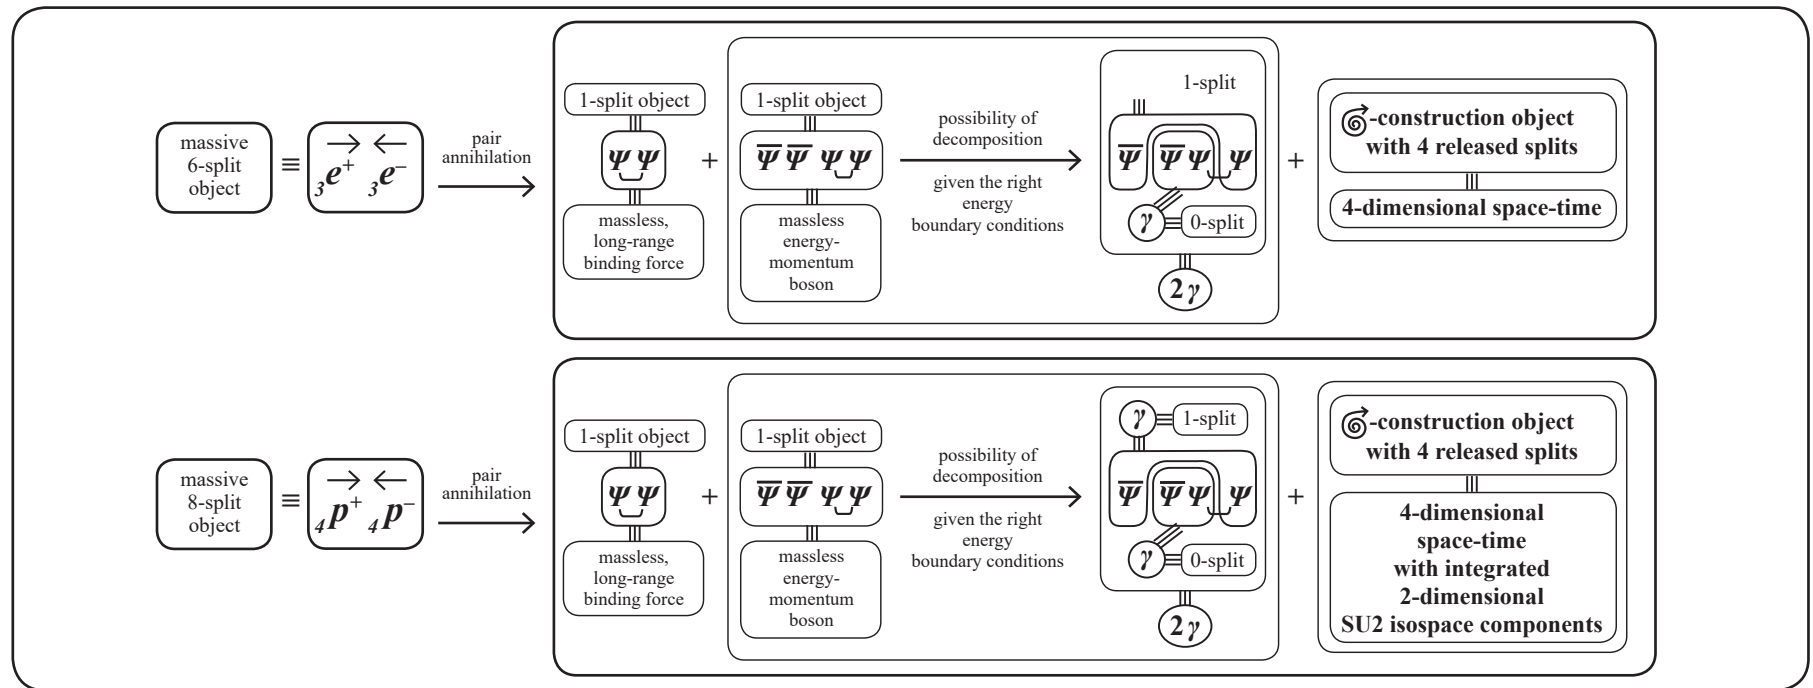 massive
6-split
object
≡
₃e⁺ ₃e⁻
pair
annihilation
1-split object
Ψ Ψ
massless,
long-range
binding force
+
1-split object
Ψ̅ Ψ̅ Ψ Ψ
massless
energy-
momentum
boson
possibility of
decomposition
given the right
energy
boundary conditions
1-split
Ψ̅ Ψ̅ Ψ Ψ
γ 0-split
2γ
+
-construction object
with 4 released splits
4-dimensional space-time
massive
8-split
object
≡
₄p⁺ ₄p⁻
pair
annihilation
1-split object
Ψ Ψ
massless,
long-range
binding force
+
1-split object
Ψ̅ Ψ̅ Ψ Ψ
massless
energy-
momentum
boson
possibility of
decomposition
given the right
energy
boundary conditions
γ 1-split
Ψ̅ Ψ̅ Ψ Ψ
γ 0-split
2γ
+
-construction object
with 4 released splits
4-dimensional
space-time
with integrated
2-dimensional
SU2 isospace components